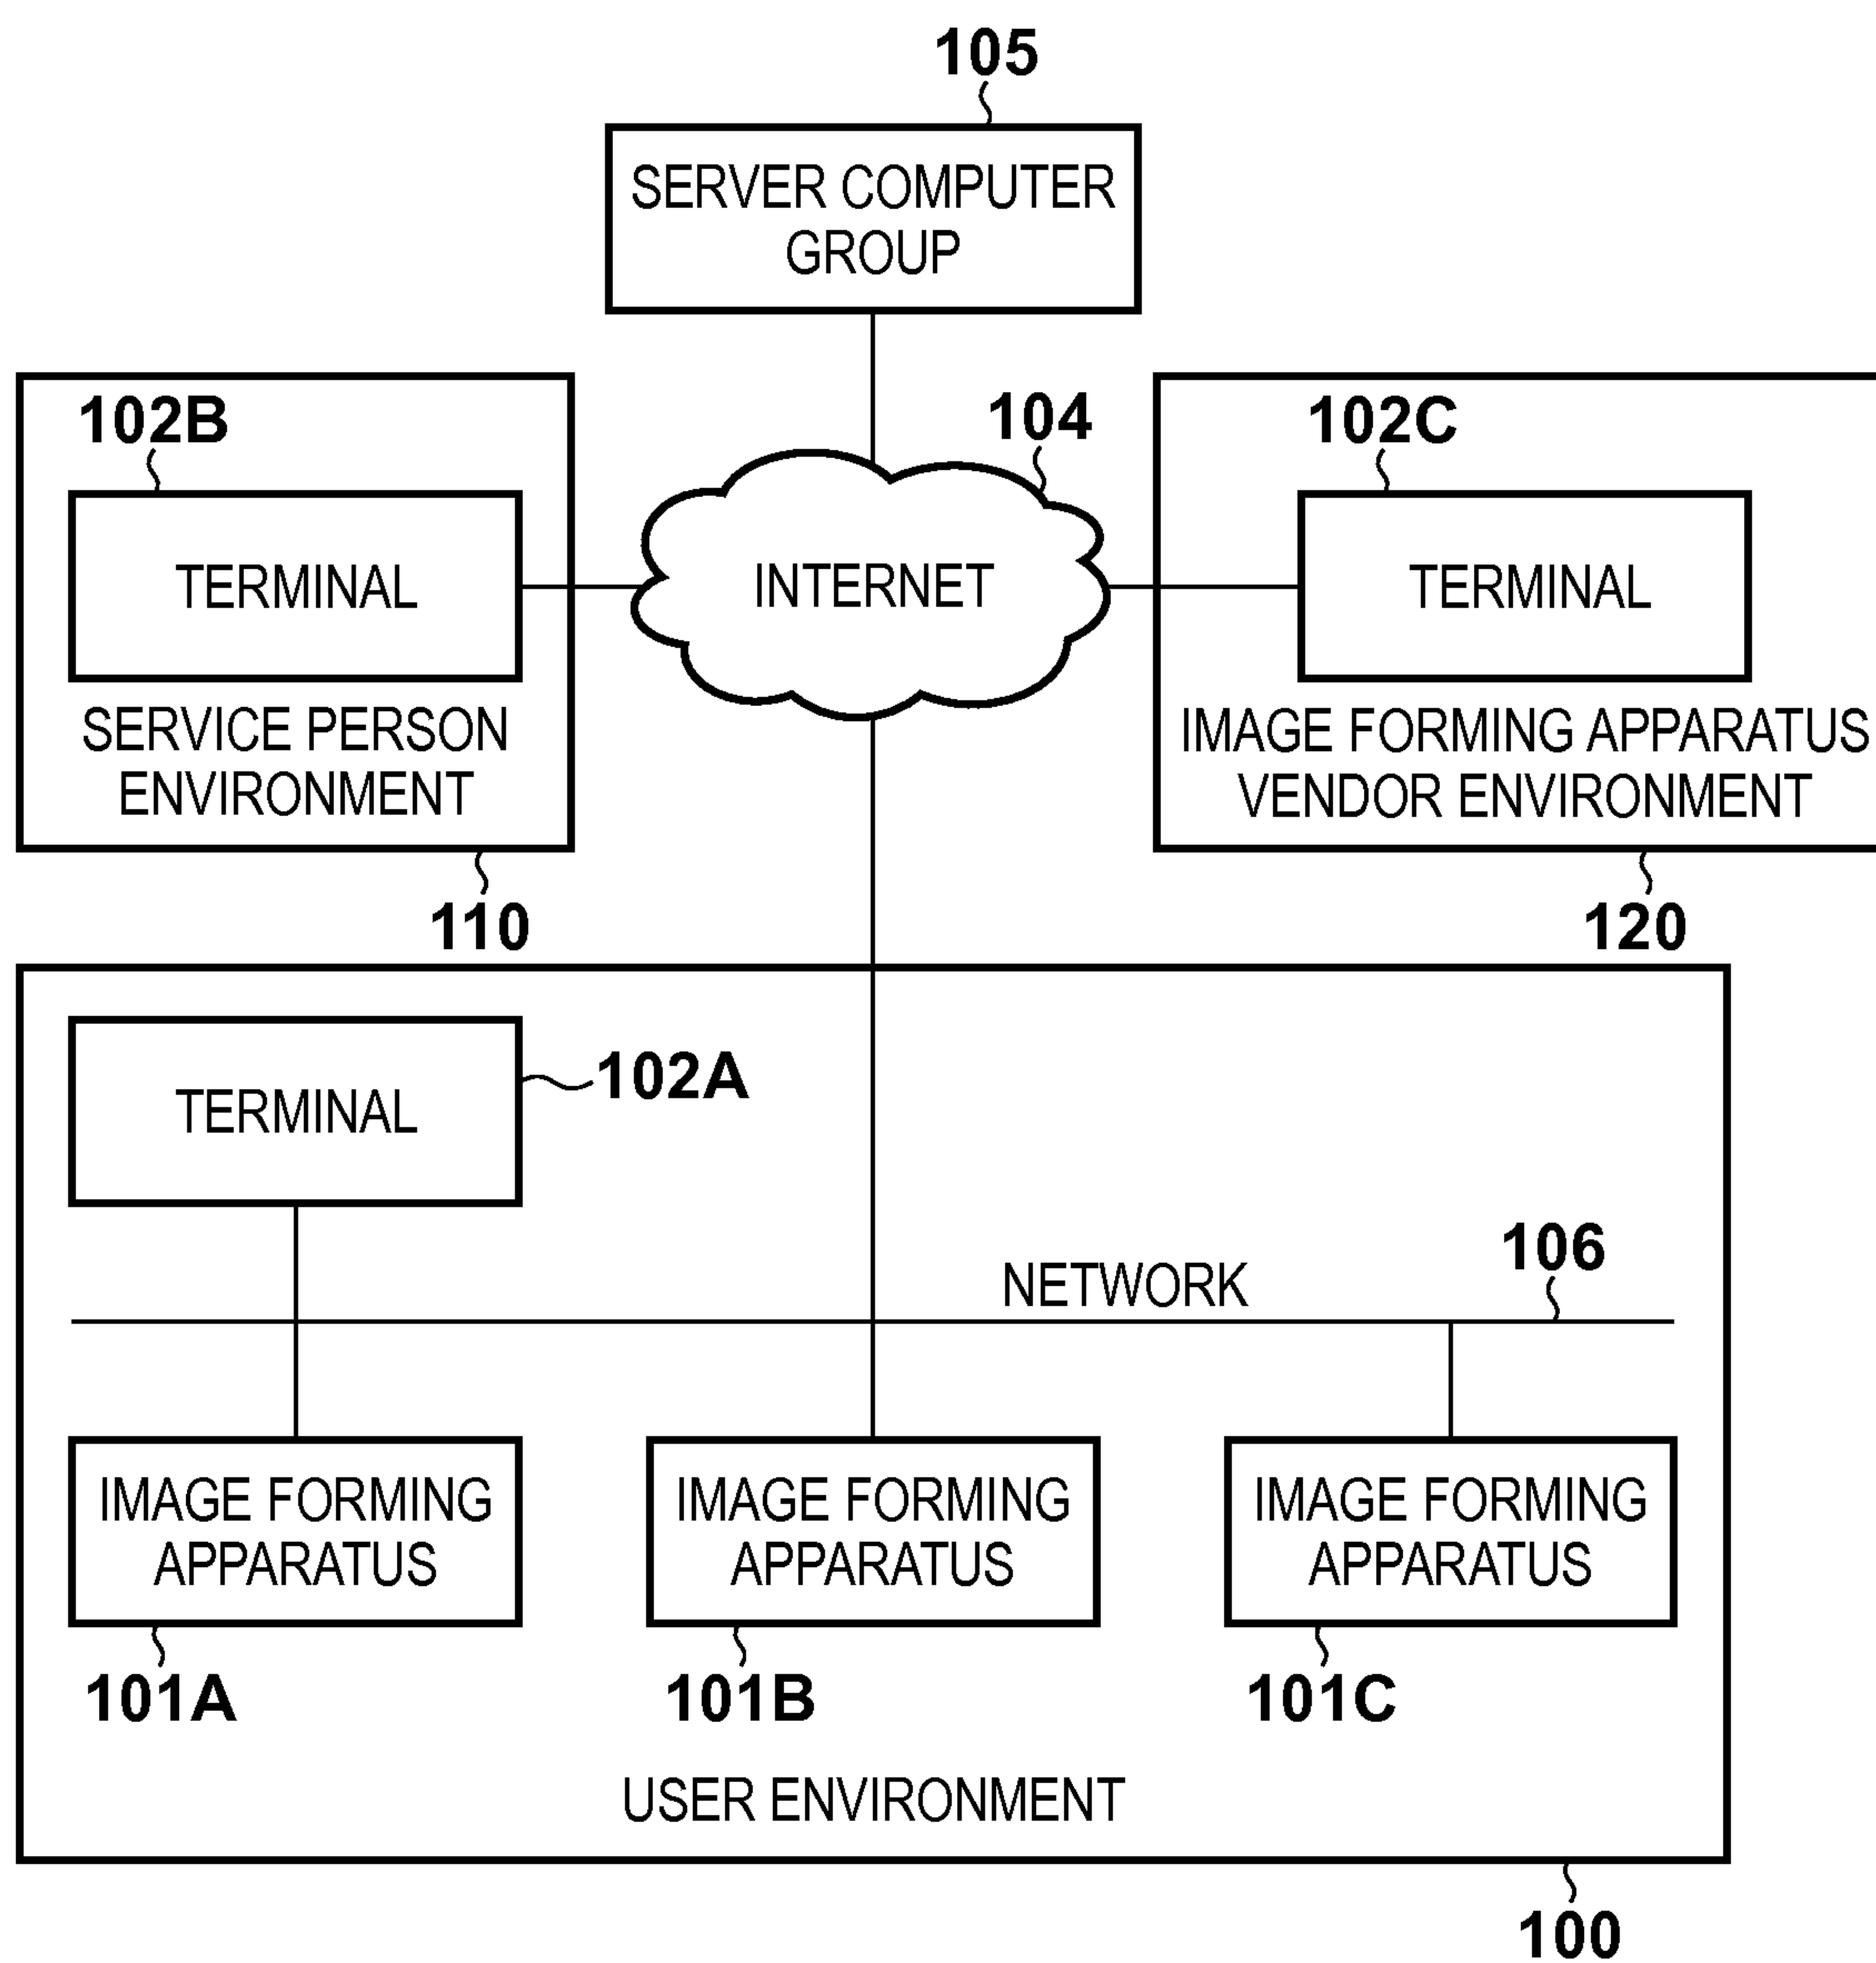 105
SERVER COMPUTER
GROUP
102B
104
102C
TERMINAL
INTERNET
TERMINAL
SERVICE PERSON
ENVIRONMENT
IMAGE FORMING APPARATUS
VENDOR ENVIRONMENT
110
120
TERMINAL
102A
NETWORK
106
IMAGE FORMING
APPARATUS
IMAGE FORMING
APPARATUS
IMAGE FORMING
APPARATUS
101A
101B
101C
USER ENVIRONMENT
100